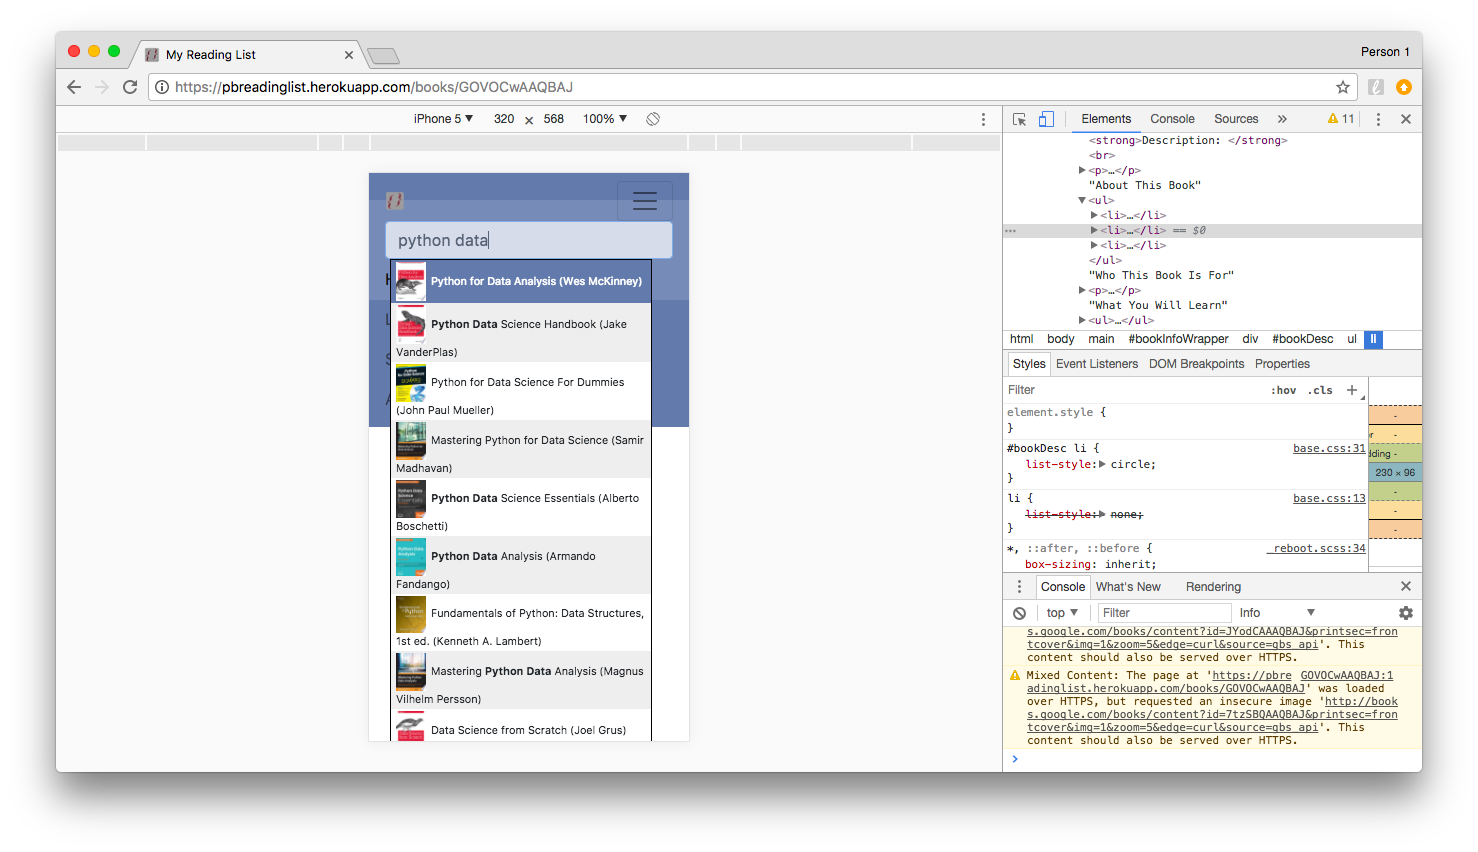 My Reading List
Person 1
https://pbreadinglist.herokuapp.com/books/GOVOCwAAQBAJ
iPhone 5 ▼ 320 × 568 100% ▼
python data
Python for Data Analysis (Wes McKinney)
Python Data Science Handbook (Jake
VanderPlas)
Python for Data Science For Dummies
(John Paul Mueller)
Mastering Python for Data Science (Samir
Madhavan)
Python Data Science Essentials (Alberto
Boschetti)
Python Data Analysis (Armando
Fandango)
Fundamentals of Python: Data Structures,
1st ed. (Kenneth A. Lambert)
Mastering Python Data Analysis (Magnus
Vilhelm Persson)
Data Science from Scratch (Joel Grus)
Elements Console Sources » 11
<strong>Description: </strong>
<br>
▶<p>…</p>
"About This Book"
▼<ul>
▶<li>…</li>
… ▶<li>…</li> == $0
▶<li>…</li>
</ul>
"Who This Book Is For"
▶<p>…</p>
"What You Will Learn"
▶<ul>…</ul>
html body main #bookInfoWrapper div #bookDesc ul li
Styles Event Listeners DOM Breakpoints Properties
Filter :hov .cls +
element.style {
}
#bookDesc li { base.css:31
list-style:▶ circle;
}
li { base.css:13
list-style:▶ none;
}
*, ::after, ::before { _reboot.scss:34
box-sizing: inherit;
-
-
dding -
230 × 96
-
-
-
Console What's New Rendering
top ▼ Filter Info ▼
s.google.com/books/content?id=JYodCAAAQBAJ&printsec=fron
tcover&img=1&zoom=5&edge=curl&source=gbs_api'. This
content should also be served over HTTPS.
Mixed Content: The page at 'https://pbre GOVOCwAAQBAJ:1
adinglist.herokuapp.com/books/GOVOCwAAQBAJ' was loaded
over HTTPS, but requested an insecure image 'http://book
s.google.com/books/content?id=7tzSBQAAQBAJ&printsec=fron
tcover&img=1&zoom=5&edge=curl&source=gbs_api'. This
content should also be served over HTTPS.
>